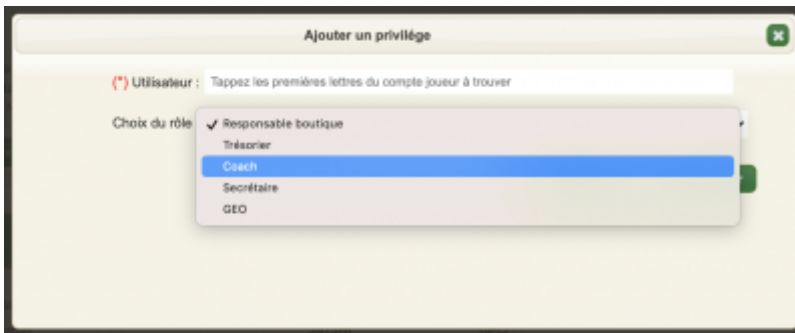 Ajouter un privilége
(*) Utilisateur : Tappez les premières lettres du compte joueur à trouver
Choix du rôle
✓ Responsable boutique
Trésorier
Coach
Secrétaire
GEO